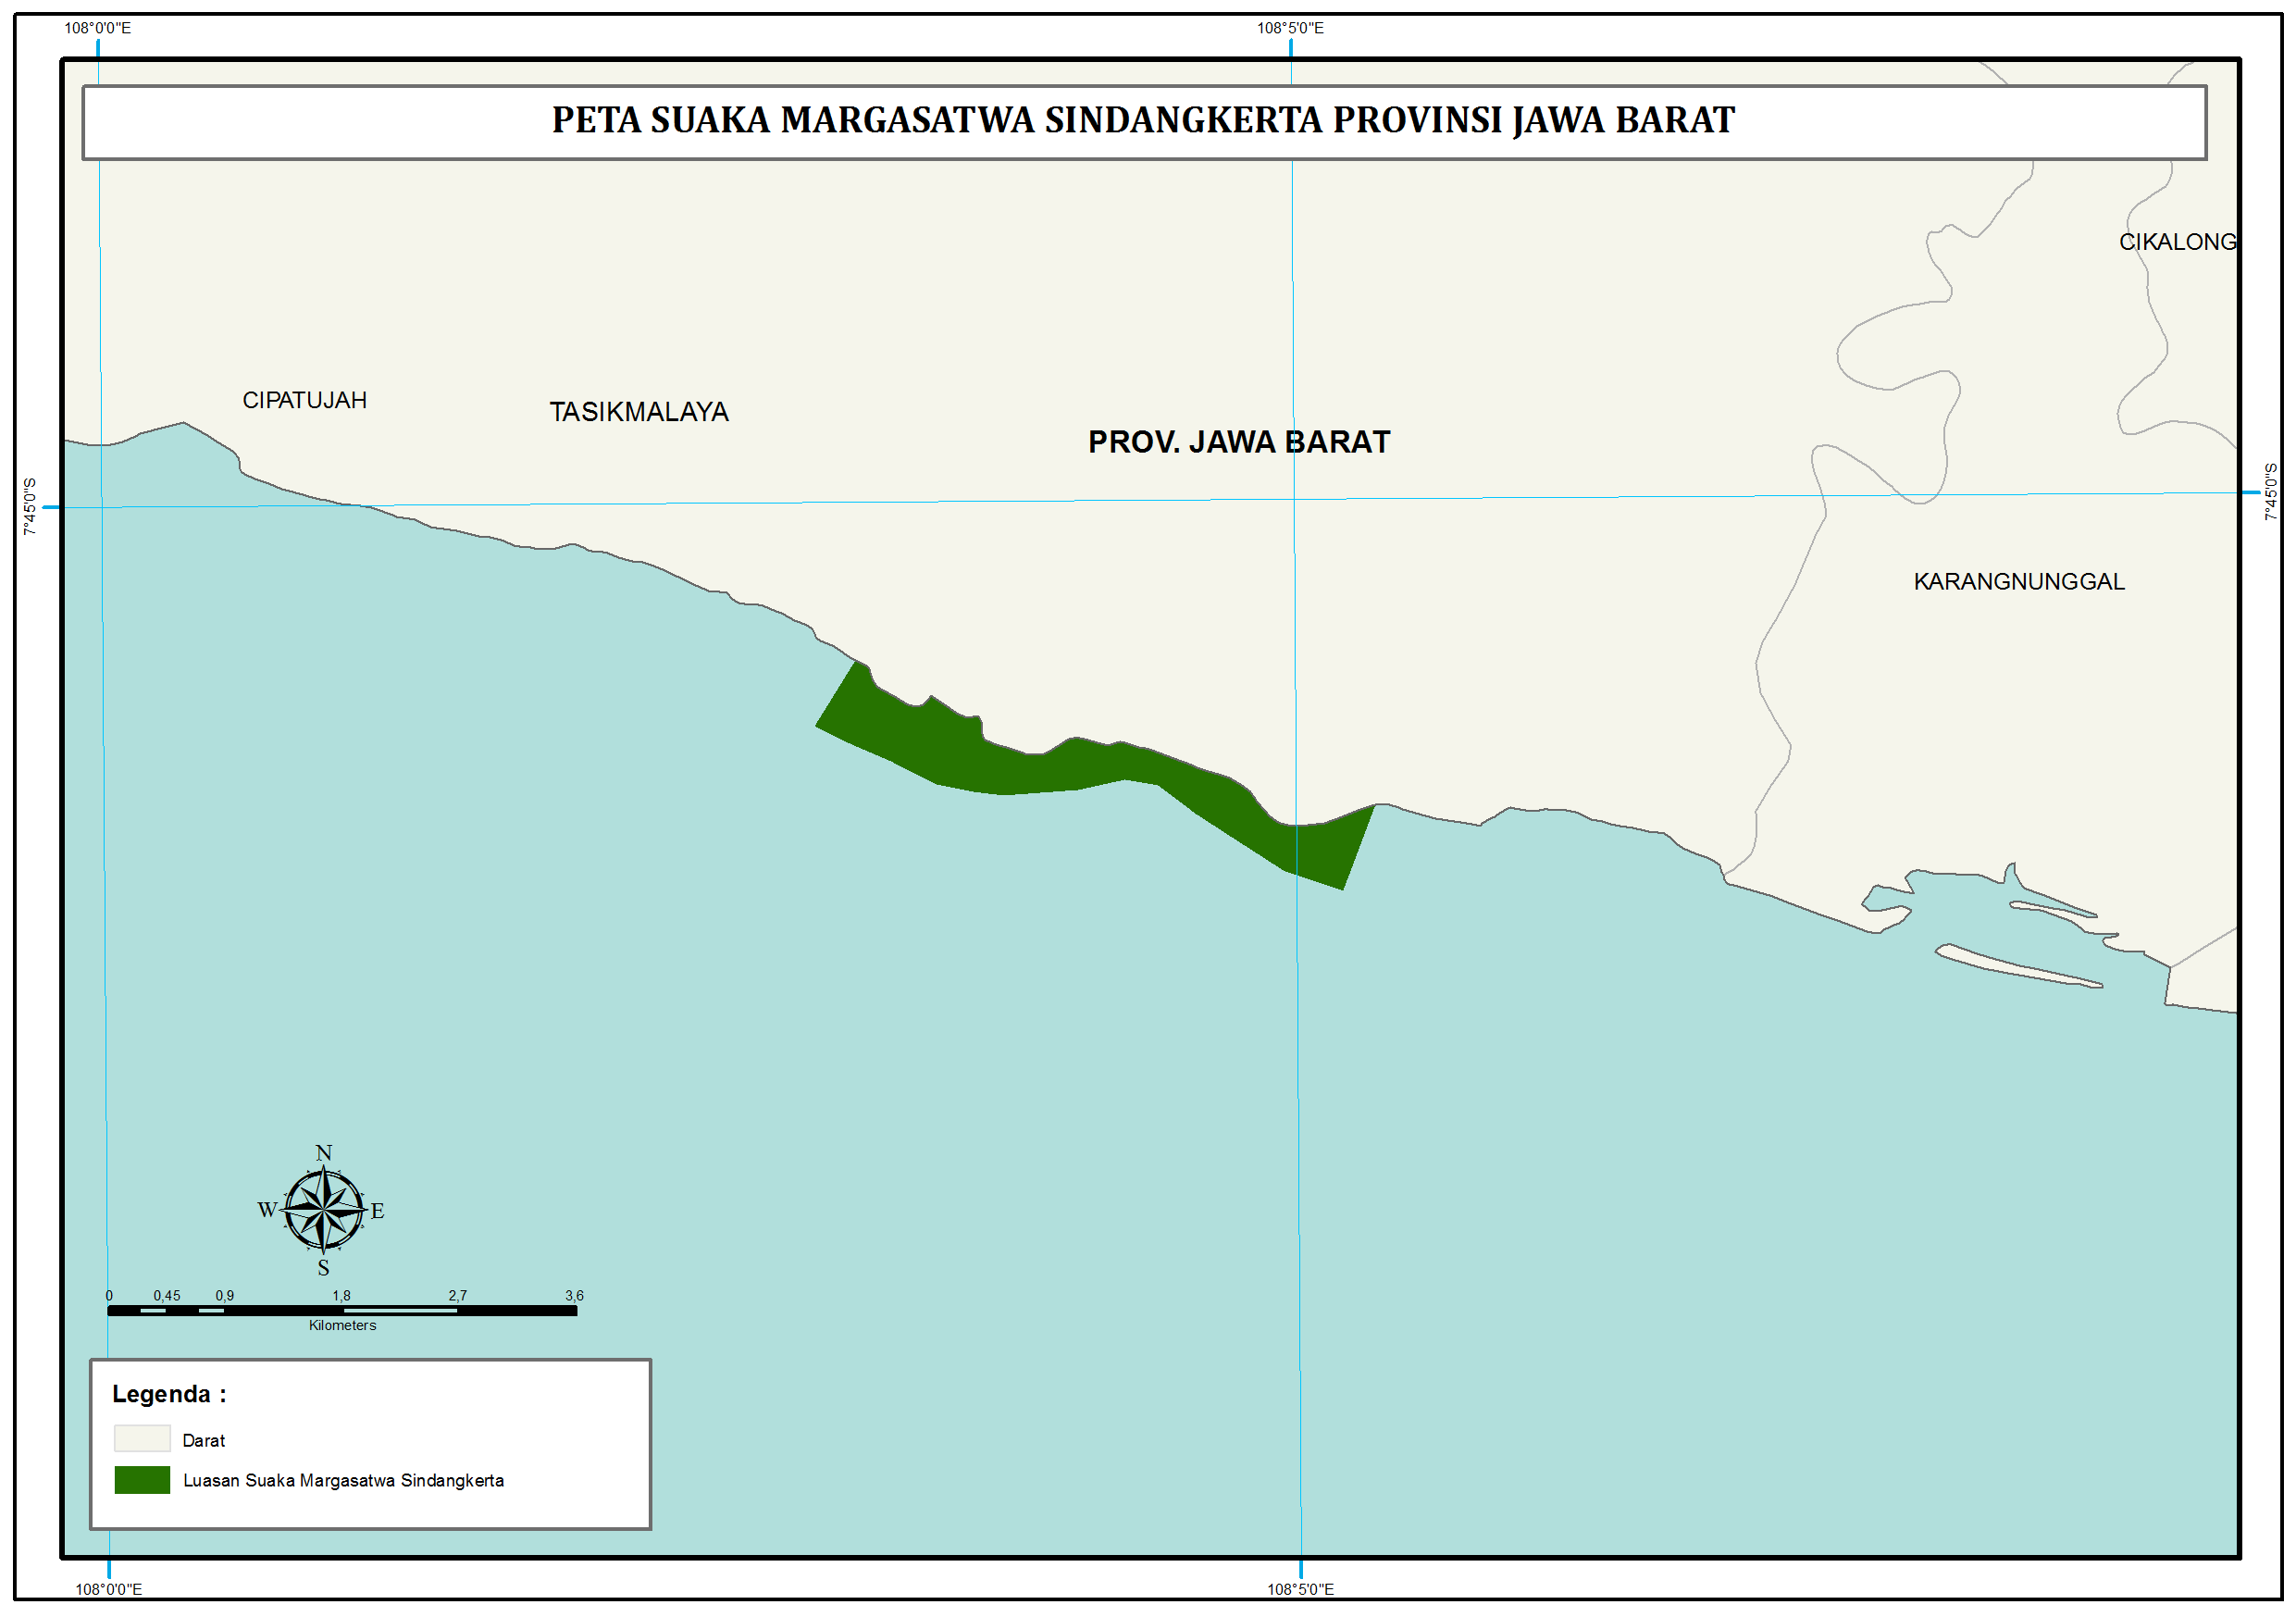 108°0'0"E
108°5'0"E
PETA SUAKA MARGASATWA SINDANGKERTA PROVINSI JAWA BARAT
CIKALONG
CIPATUJAH
TASIKMALAYA
PROV. JAWA BARAT
7°45'0"S
7°45'0"S
KARANGNUNGGAL
N
W
E
S
0 0,45 0,9 1,8 2,7 3,6
Kilometers
Legenda :
Darat
Luasan Suaka Margasatwa Sindangkerta
108°0'0"E
108°5'0"E